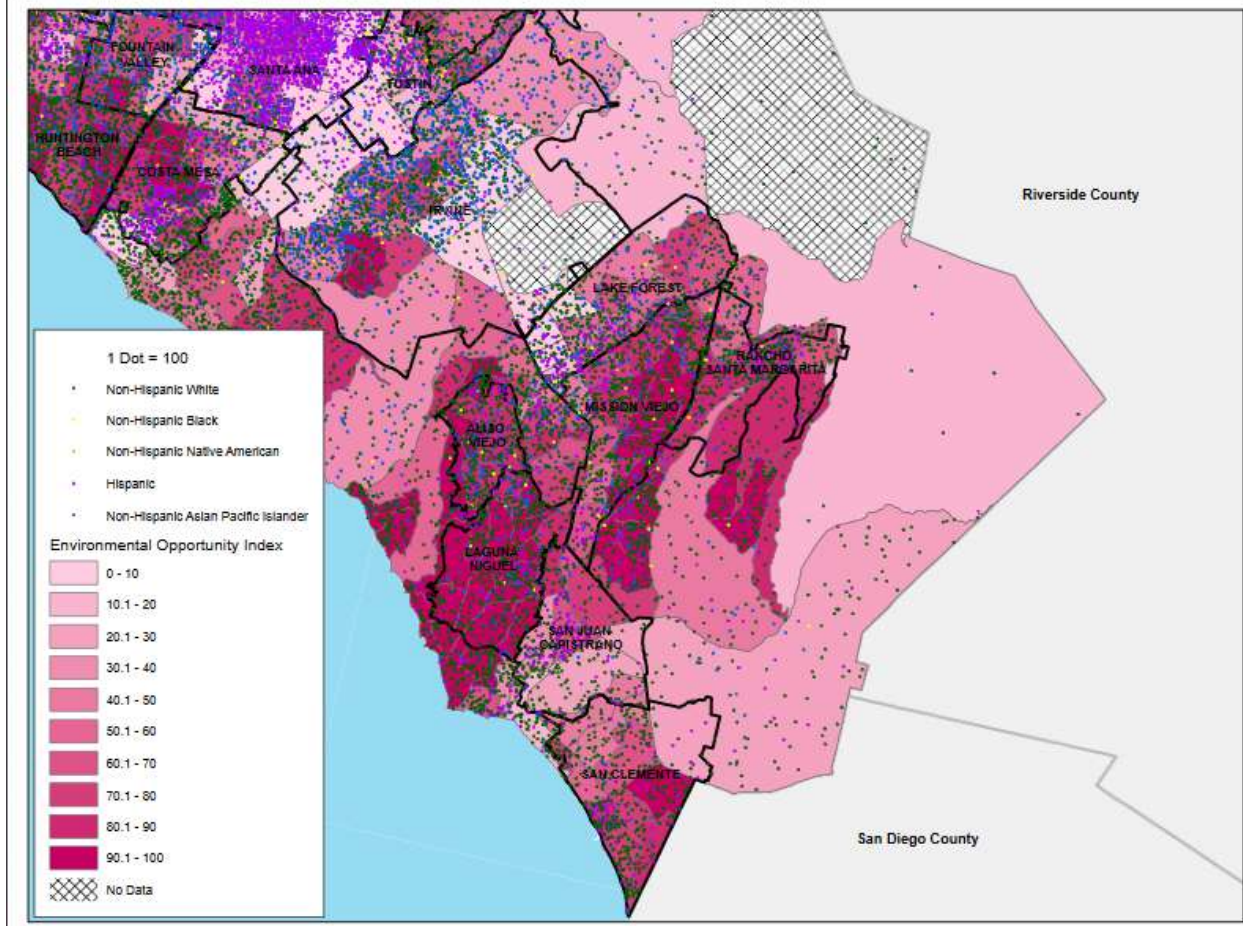 FOUNTAIN
VALLEY
SANTA ANA
TUSTIN
HUNTINGTON
BEACH
COSTA MESA
IRVINE
Riverside County
LAKE FOREST
RANCHO
SANTA MARGARITA
MISSION VIEJO
ALISO
VIEJO
LAGUNA
NIGUEL
SAN JUAN
CAPISTRANO
SAN CLEMENTE
San Diego County
1 Dot = 100
Non-Hispanic White
Non-Hispanic Black
Non-Hispanic Native American
Hispanic
Non-Hispanic Asian Pacific Islander
Environmental Opportunity Index
0 - 10
10.1 - 20
20.1 - 30
30.1 - 40
40.1 - 50
50.1 - 60
60.1 - 70
70.1 - 80
80.1 - 90
90.1 - 100
No Data